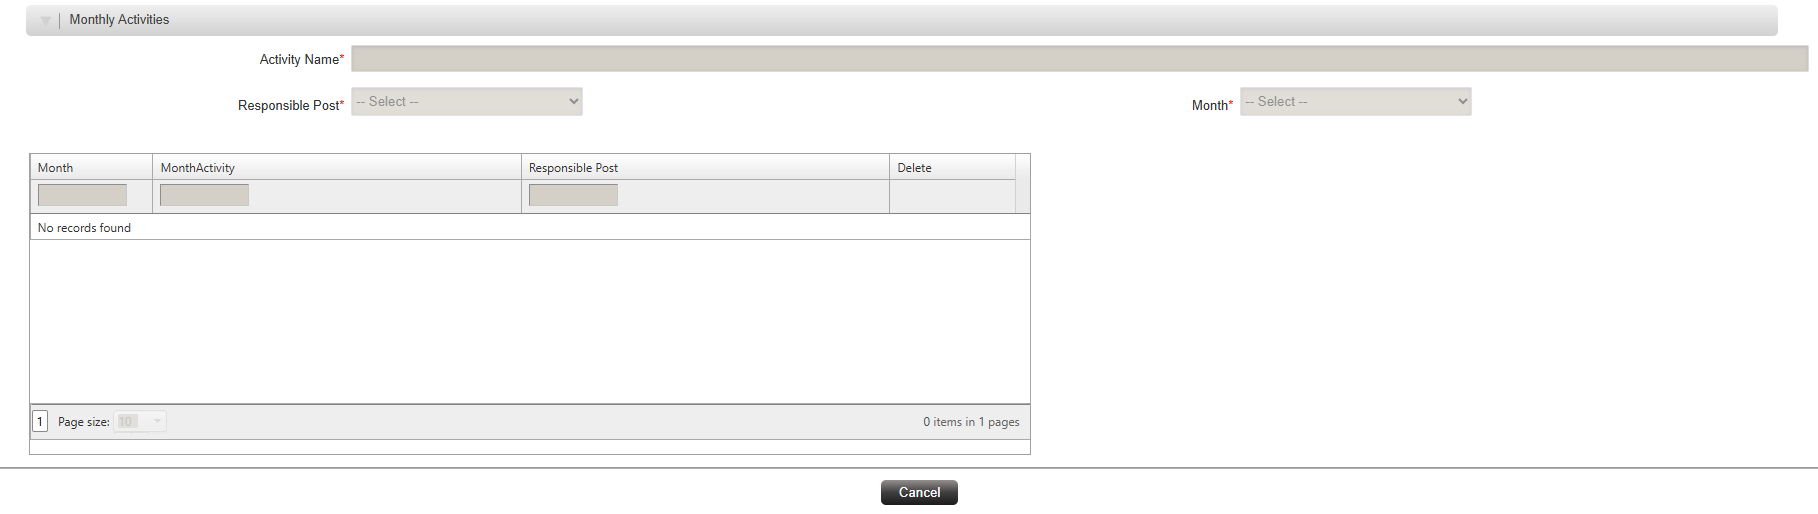 Monthly Activities
Activity Name*
Responsible Post* -- Select -- Month* -- Select --
Month MonthActivity Responsible Post Delete
No records found
1 Page size: 10 0 items in 1 pages
Cancel